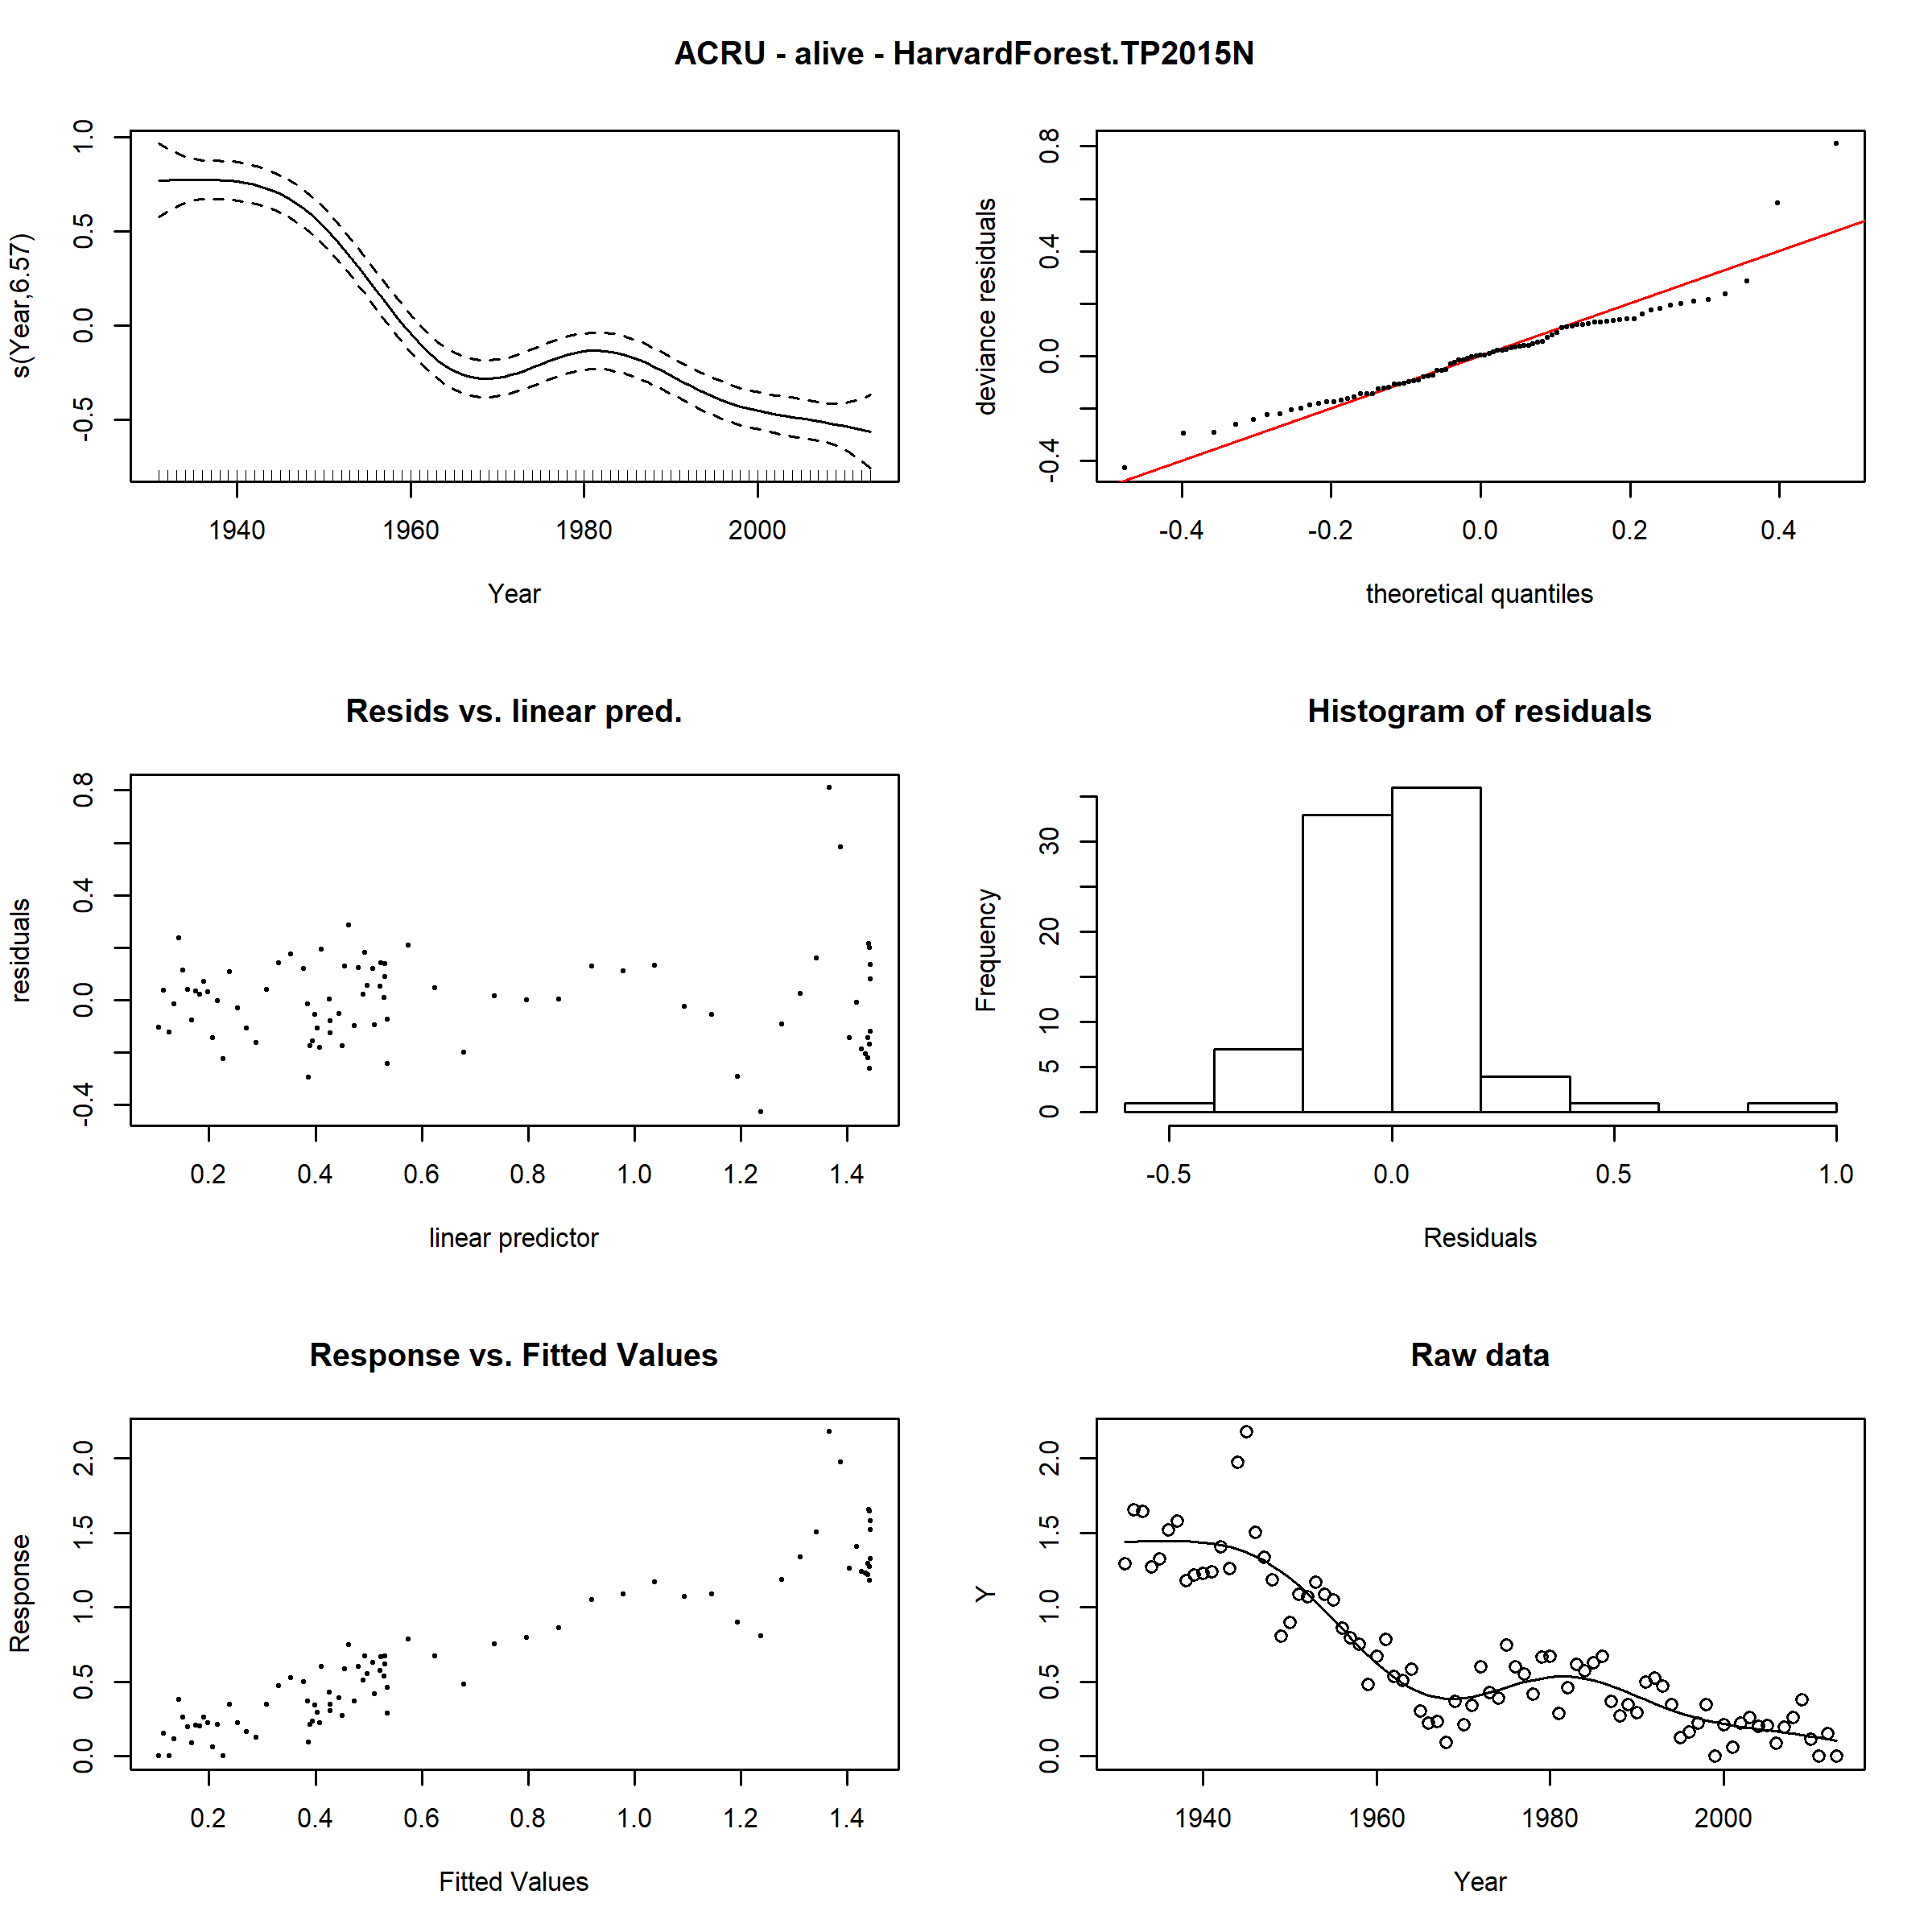 ACRU - alive - HarvardForest.TP2015N
s(Year,6.57)
-0.5 0.0 0.5 1.0
1940 1960 1980 2000
Year
deviance residuals
-0.4 0.0 0.4 0.8
-0.4 -0.2 0.0 0.2 0.4
theoretical quantiles
Resids vs. linear pred.
residuals
-0.4 0.0 0.4 0.8
0.2 0.4 0.6 0.8 1.0 1.2 1.4
linear predictor
Histogram of residuals
Frequency
0 5 10 20 30
-0.5 0.0 0.5 1.0
Residuals
Response vs. Fitted Values
Response
0.0 0.5 1.0 1.5 2.0
0.2 0.4 0.6 0.8 1.0 1.2 1.4
Fitted Values
Raw data
Y
0.0 0.5 1.0 1.5 2.0
1940 1960 1980 2000
Year